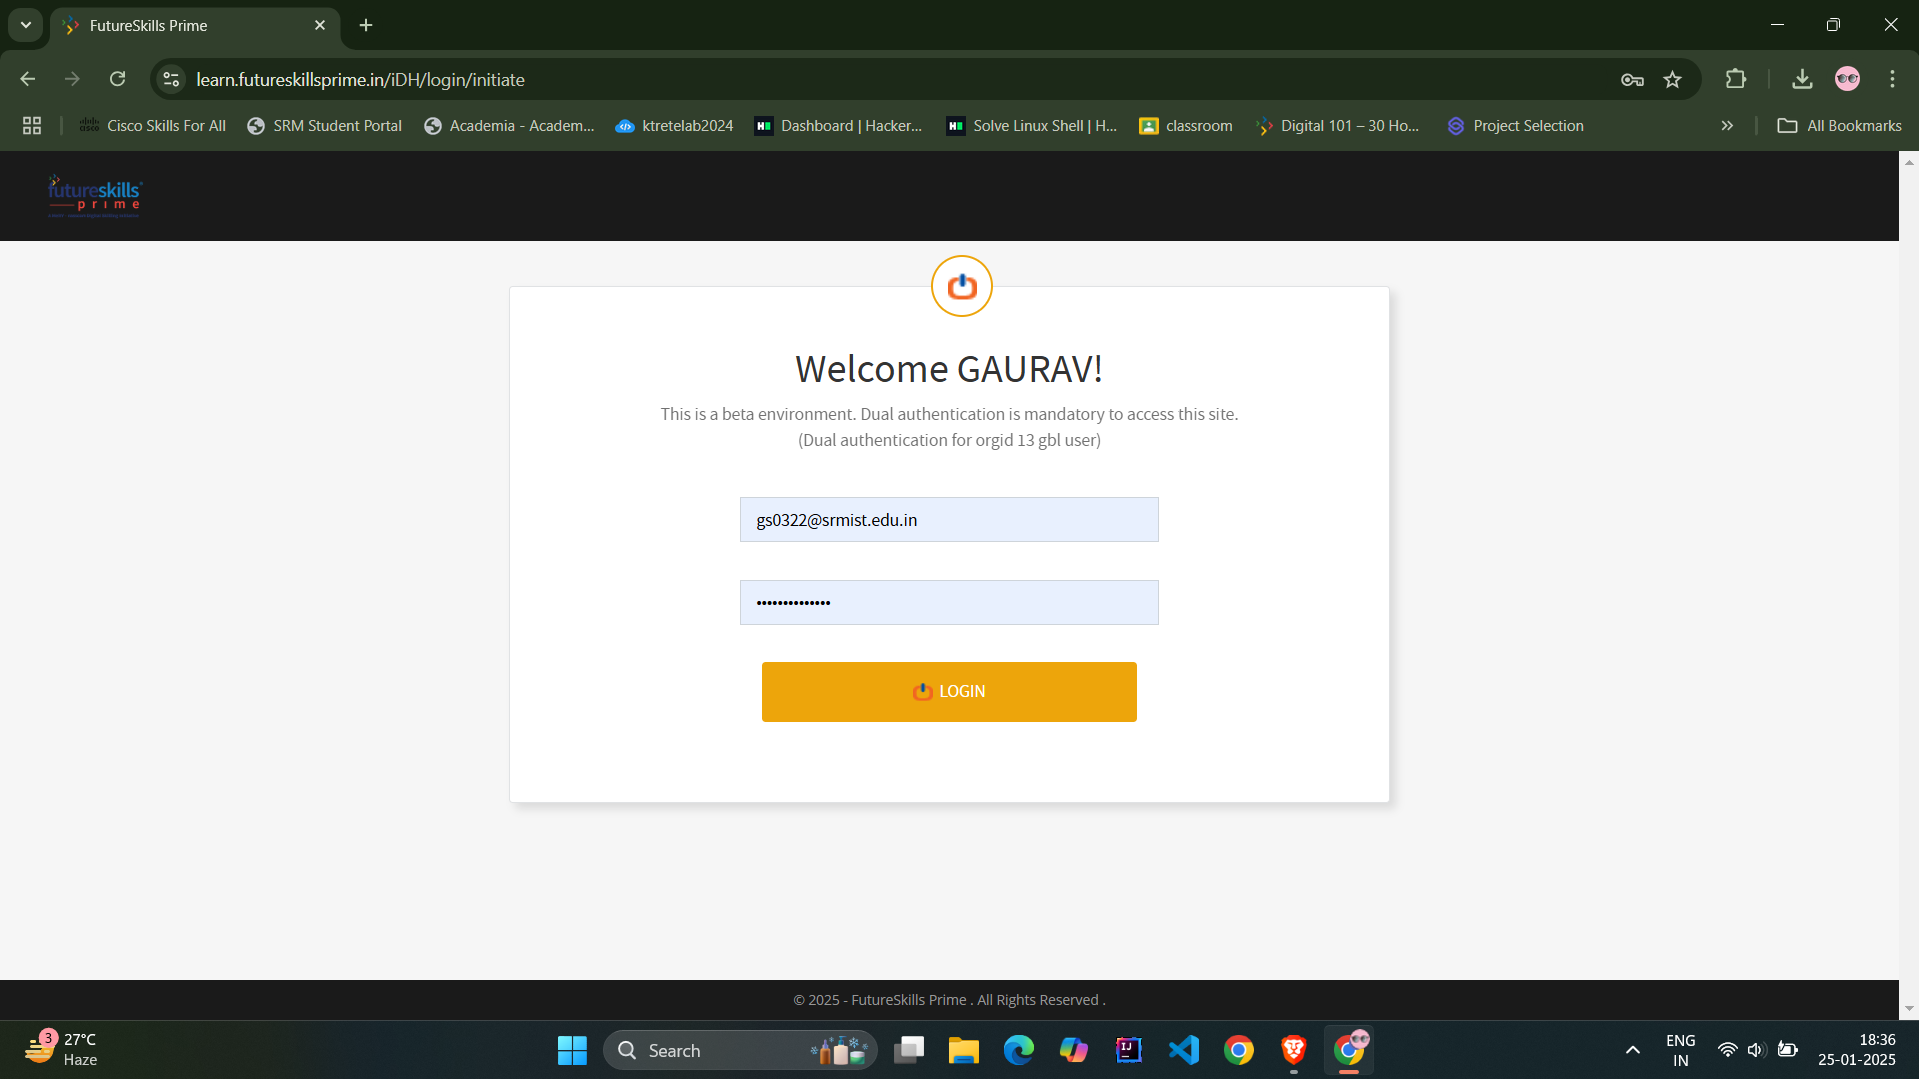 FutureSkills Prime
learn.futureskillsprime.in/iDH/login/initiate
Cisco Skills For All
SRM Student Portal
Academia - Academ...
ktretelab2024
Dashboard | Hacker...
Solve Linux Shell | H...
classroom
Digital 101 – 30 Ho...
Project Selection
All Bookmarks
futureskills
prime
Welcome GAURAV!
This is a beta environment. Dual authentication is mandatory to access this site.
(Dual authentication for orgid 13 gbl user)
gs0322@srmist.edu.in
••••••••••••••
LOGIN
© 2025 - FutureSkills Prime . All Rights Reserved .
3
27°C
Haze
Search
ENG
IN
18:36
25-01-2025